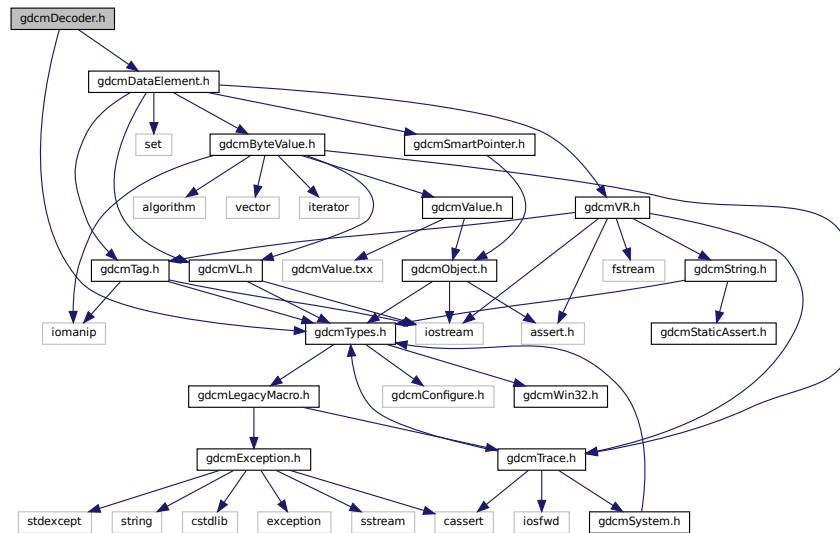 gdcmDecoder.h
gdcmDataElement.h
set
gdcmByteValue.h
gdcmSmartPointer.h
algorithm
vector
iterator
gdcmValue.h
gdcmVR.h
gdcmTag.h
gdcmVL.h
gdcmValue.txx
gdcmObject.h
fstream
gdcmString.h
iomanip
gdcmTypes.h
iostream
assert.h
gdcmStaticAssert.h
gdcmLegacyMacro.h
gdcmConfigure.h
gdcmWin32.h
gdcmException.h
gdcmTrace.h
stdexcept
string
cstdlib
exception
sstream
cassert
iosfwd
gdcmSystem.h